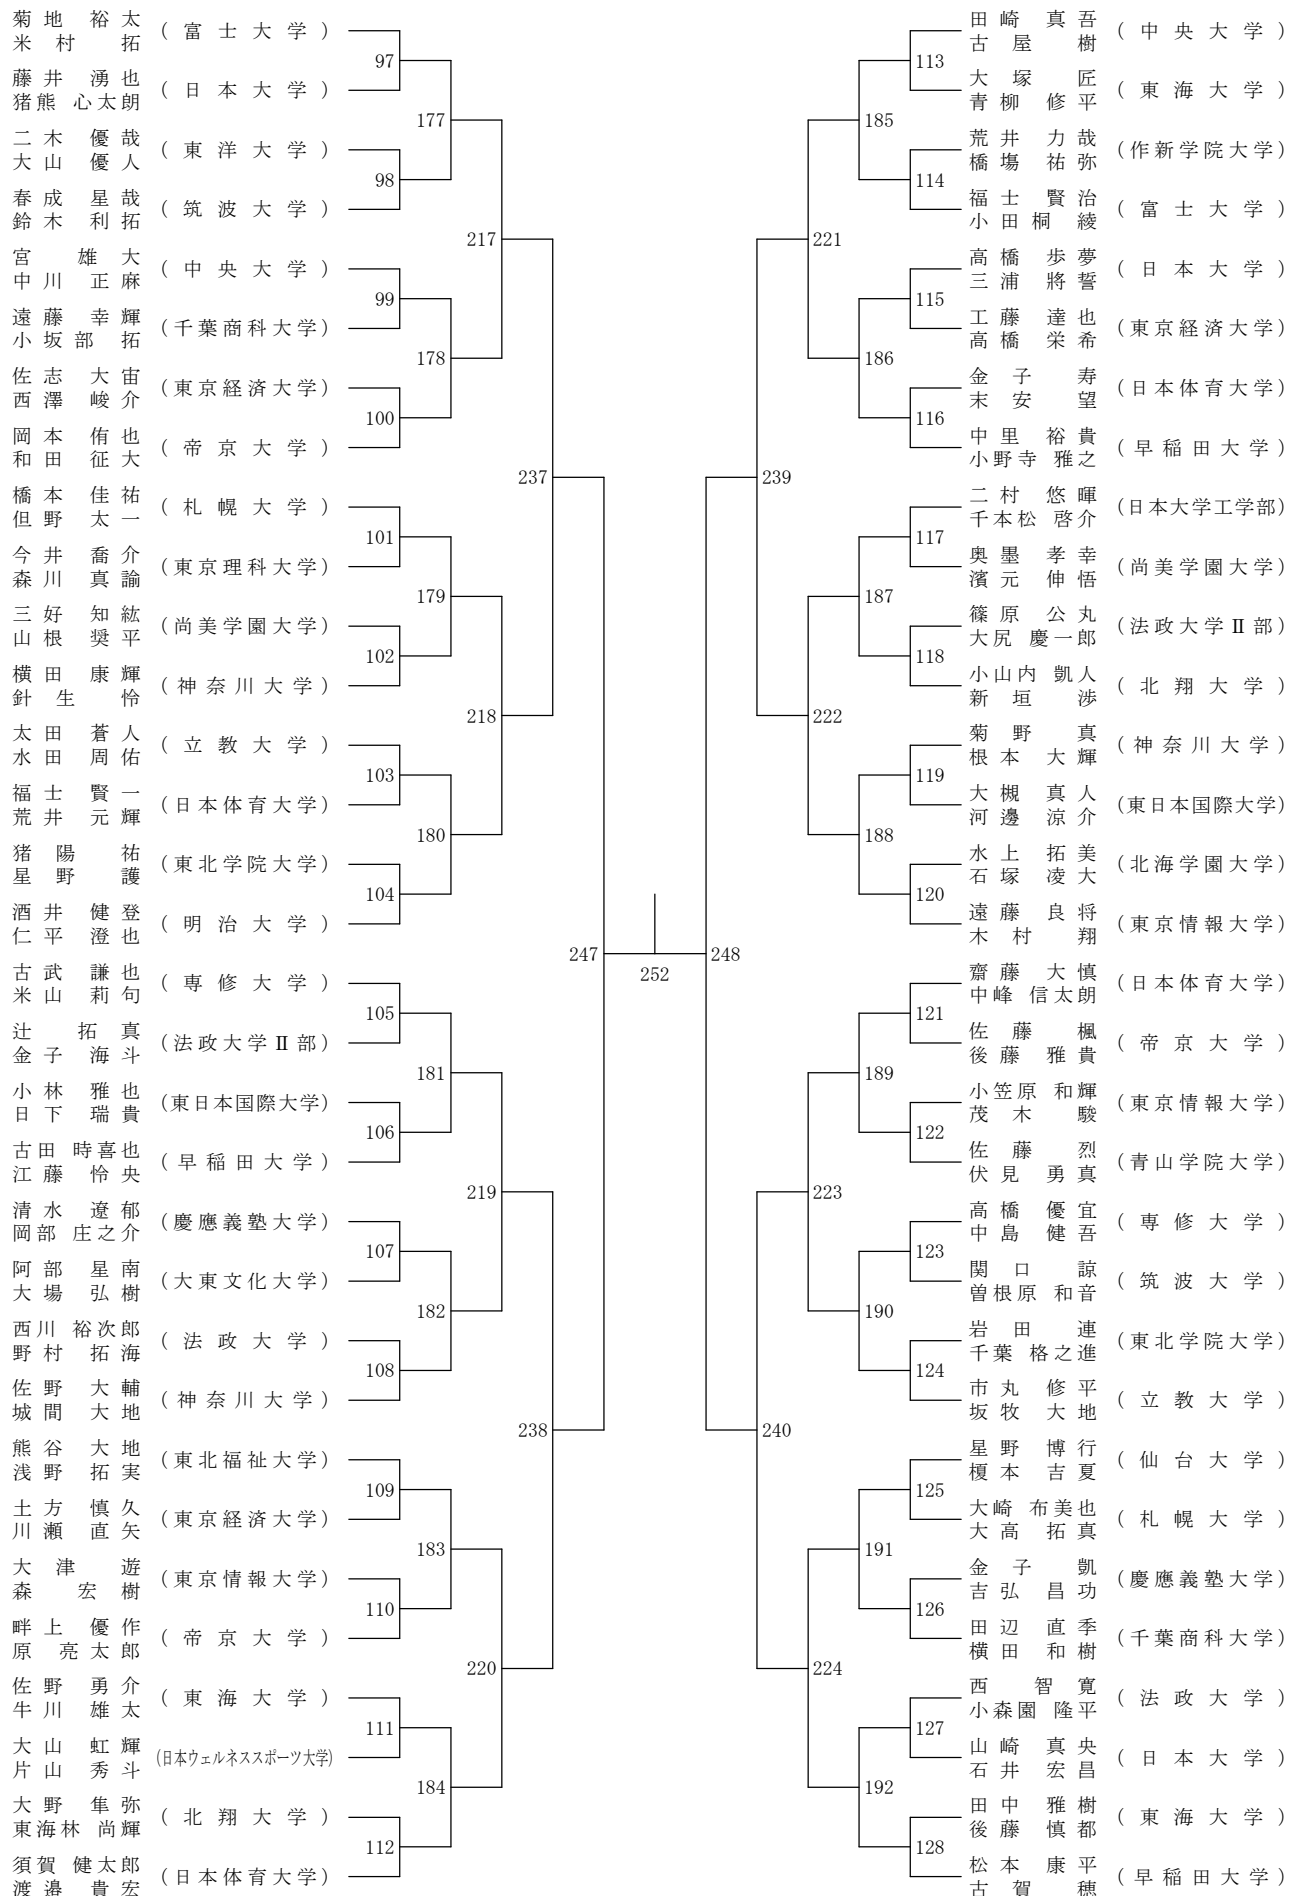 菊地 裕太
米村 拓
(富士大学)
97
藤井 湧也
猪熊 心太朗
(日本大学)
177
二木 優哉
大山 優人
(東洋大学)
98
春成 星哉
鈴木 利拓
(筑波大学)
217
宮 雄大
中川 正麻
(中央大学)
99
遠藤 幸輝
小坂部 拓
(千葉商科大学)
178
佐志 大宙
西澤 峻介
(東京経済大学)
100
岡本 侑也
和田 征大
(帝京大学)
237
橋本 佳祐
但野 太一
(札幌大学)
101
今井 喬介
森川 真諭
(東京理科大学)
179
三好 知紘
山根 奨平
(尚美学園大学)
102
横田 康輝
針生 怜
(神奈川大学)
218
太田 蒼人
水田 周佑
(立教大学)
103
福士 賢一
荒井 元輝
(日本体育大学)
180
猪陽 祐
星野 護
(東北学院大学)
104
酒井 健登
仁平 澄也
(明治大学)
247
古武 謙也
米山 莉句
(専修大学)
105
辻 拓真
金子 海斗
(法政大学Ⅱ部)
181
小林 雅也
日下 瑞貴
(東日本国際大学)
106
古田 時喜也
江藤 怜央
(早稲田大学)
219
清水 遼郁
岡部 庄之介
(慶應義塾大学)
107
阿部 星南
大場 弘樹
(大東文化大学)
182
西川 裕次郎
野村 拓海
(法政大学)
108
佐野 大輔
城間 大地
(神奈川大学)
238
熊谷 大地
浅野 拓実
(東北福祉大学)
109
土方 慎久
川瀬 直矢
(東京経済大学)
183
大津 遊
森 宏樹
(東京情報大学)
110
畔上 優作
原 亮太郎
(帝京大学)
220
佐野 勇介
牛川 雄太
(東海大学)
111
大山 虹輝
片山 秀斗
(日本ウェルネススポーツ大学)
184
大野 隼弥
東海林 尚輝
(北翔大学)
112
須賀 健太郎
渡邉 貴宏
(日本体育大学)
252
田崎 真吾
古屋 樹
(中央大学)
113
大塚 匠
青柳 修平
(東海大学)
185
荒井 力哉
橋場 祐弥
(作新学院大学)
114
福士 賢治
小田桐 綾
(富士大学)
221
高橋 歩夢
三浦 將誓
(日本大学)
115
工藤 達也
高橋 栄希
(東京経済大学)
186
金子 寿
末安 望
(日本体育大学)
116
中里 裕貴
小野寺 雅之
(早稲田大学)
239
二村 悠暉
千本松 啓介
(日本大学工学部)
117
奥墨 孝幸
濱元 伸悟
(尚美学園大学)
187
篠原 公丸
大尻 慶一郎
(法政大学Ⅱ部)
118
小山内 凱人
新垣 渉
(北翔大学)
222
菊野 真
根本 大輝
(神奈川大学)
119
大槻 真人
河邊 涼介
(東日本国際大学)
188
水上 拓美
石塚 凌大
(北海学園大学)
120
遠藤 良将
木村 翔
(東京情報大学)
248
齋藤 大慎
中峰 信太朗
(日本体育大学)
121
佐藤 楓
後藤 雅貴
(帝京大学)
189
小笠原 和輝
茂木 駿
(東京情報大学)
122
佐藤 烈
伏見 勇真
(青山学院大学)
223
高橋 優宜
中島 健吾
(専修大学)
123
関口 諒
曽根原 和音
(筑波大学)
190
岩田 連
千葉 格之進
(東北学院大学)
124
市丸 修平
坂牧 大地
(立教大学)
240
星野 博行
榎本 吉夏
(仙台大学)
125
大崎 布美也
大高 拓真
(札幌大学)
191
金子 凱
吉弘 昌功
(慶應義塾大学)
126
田辺 直季
横田 和樹
(千葉商科大学)
224
西 智寛
小森園 隆平
(法政大学)
127
山崎 真央
石井 宏昌
(日本大学)
192
田中 雅樹
後藤 慎都
(東海大学)
128
松本 康平
古賀 穂
(早稲田大学)